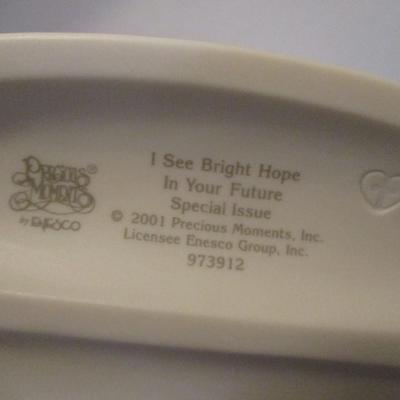 PRECIOUS®
MOMENTS
by ENESCO
I See Bright Hope
In Your Future
Special Issue
© 2001 Precious Moments, Inc.
Licensee Enesco Group, Inc.
973912